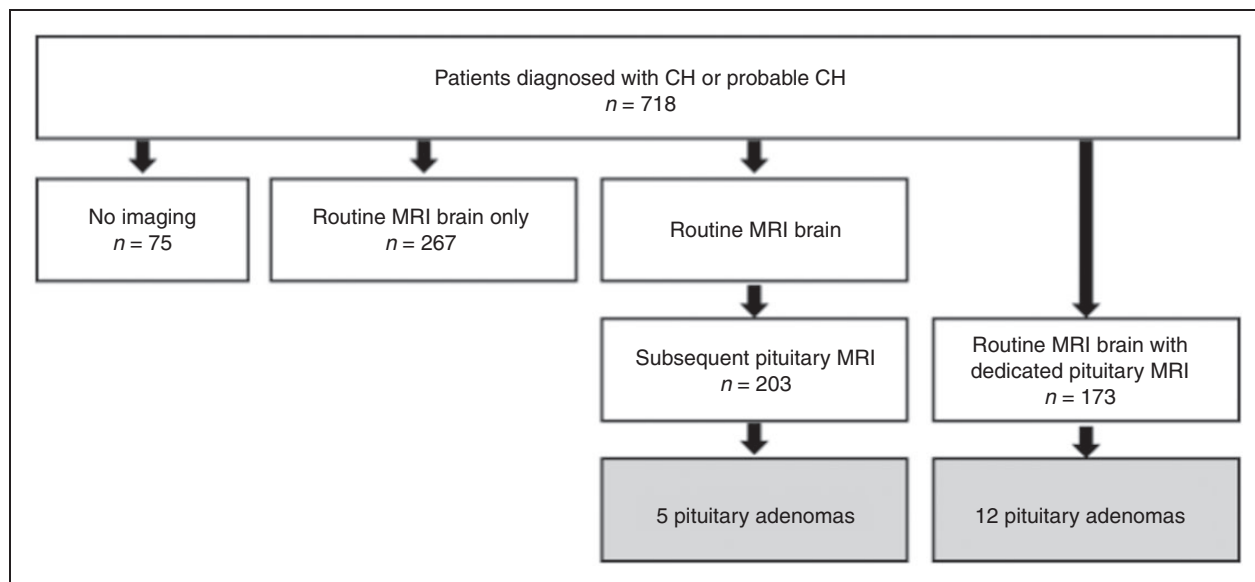 Patients diagnosed with CH or probable CH
n = 718
No imaging
n = 75
Routine MRI brain only
n = 267
Routine MRI brain
Subsequent pituitary MRI
n = 203
Routine MRI brain with
dedicated pituitary MRI
n = 173
5 pituitary adenomas
12 pituitary adenomas